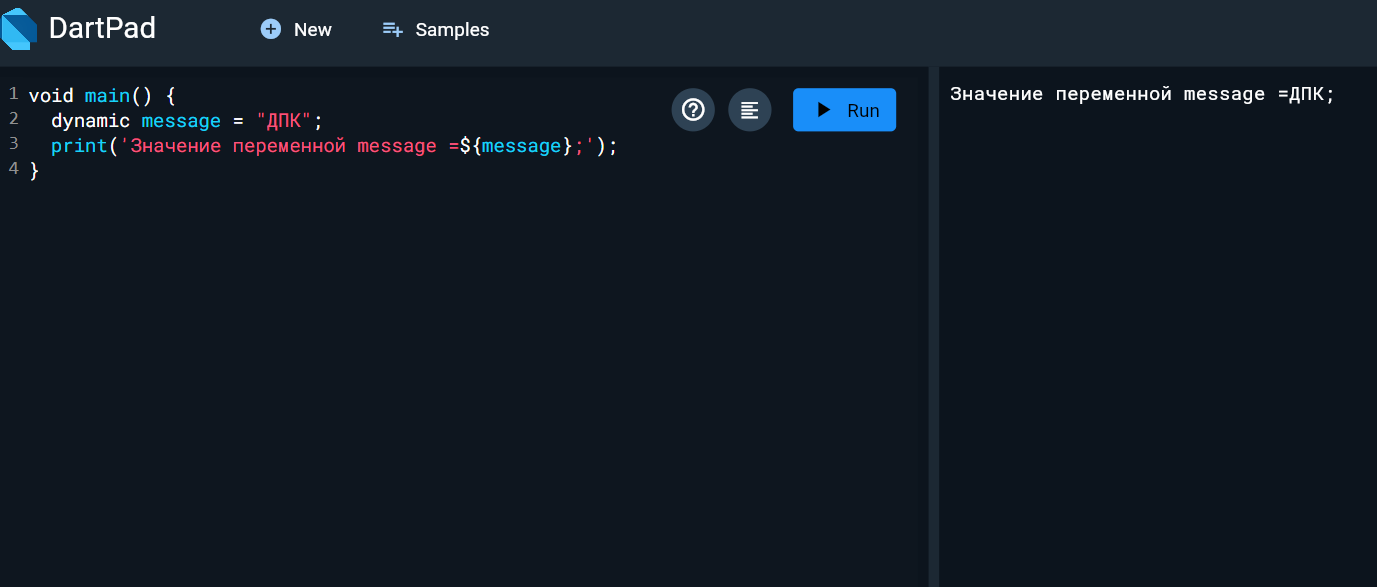 DartPad New Samples
1 void main() {
2 dynamic message = "ДПК";
3 print('Значение переменной message =${message};');
4 }
Run
Значение переменной message =ДПК;